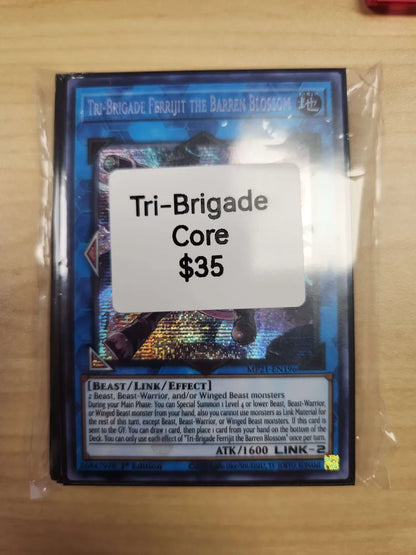 Tri-Brigade Ferrijit the Barren Blossom
Tri-Brigade
Core
$35
MP21-EN196
[Beast/Link/Effect]
2 Beast, Beast-Warrior, and/or Winged Beast monsters
During your Main Phase: You can Special Summon 1 Level 4 or lower Beast, Beast-Warrior,
or Winged Beast monster from your hand, also you cannot use monsters as Link Material for
the rest of this turn, except Beast, Beast-Warrior, or Winged Beast monsters. If this card is
sent to the GY: You can draw 1 card, then place 1 card from your hand on the bottom of the
Deck. You can only use each effect of "Tri-Brigade Ferrijit the Barren Blossom" once per turn.
ATK/1600 LINK-2
1st Edition